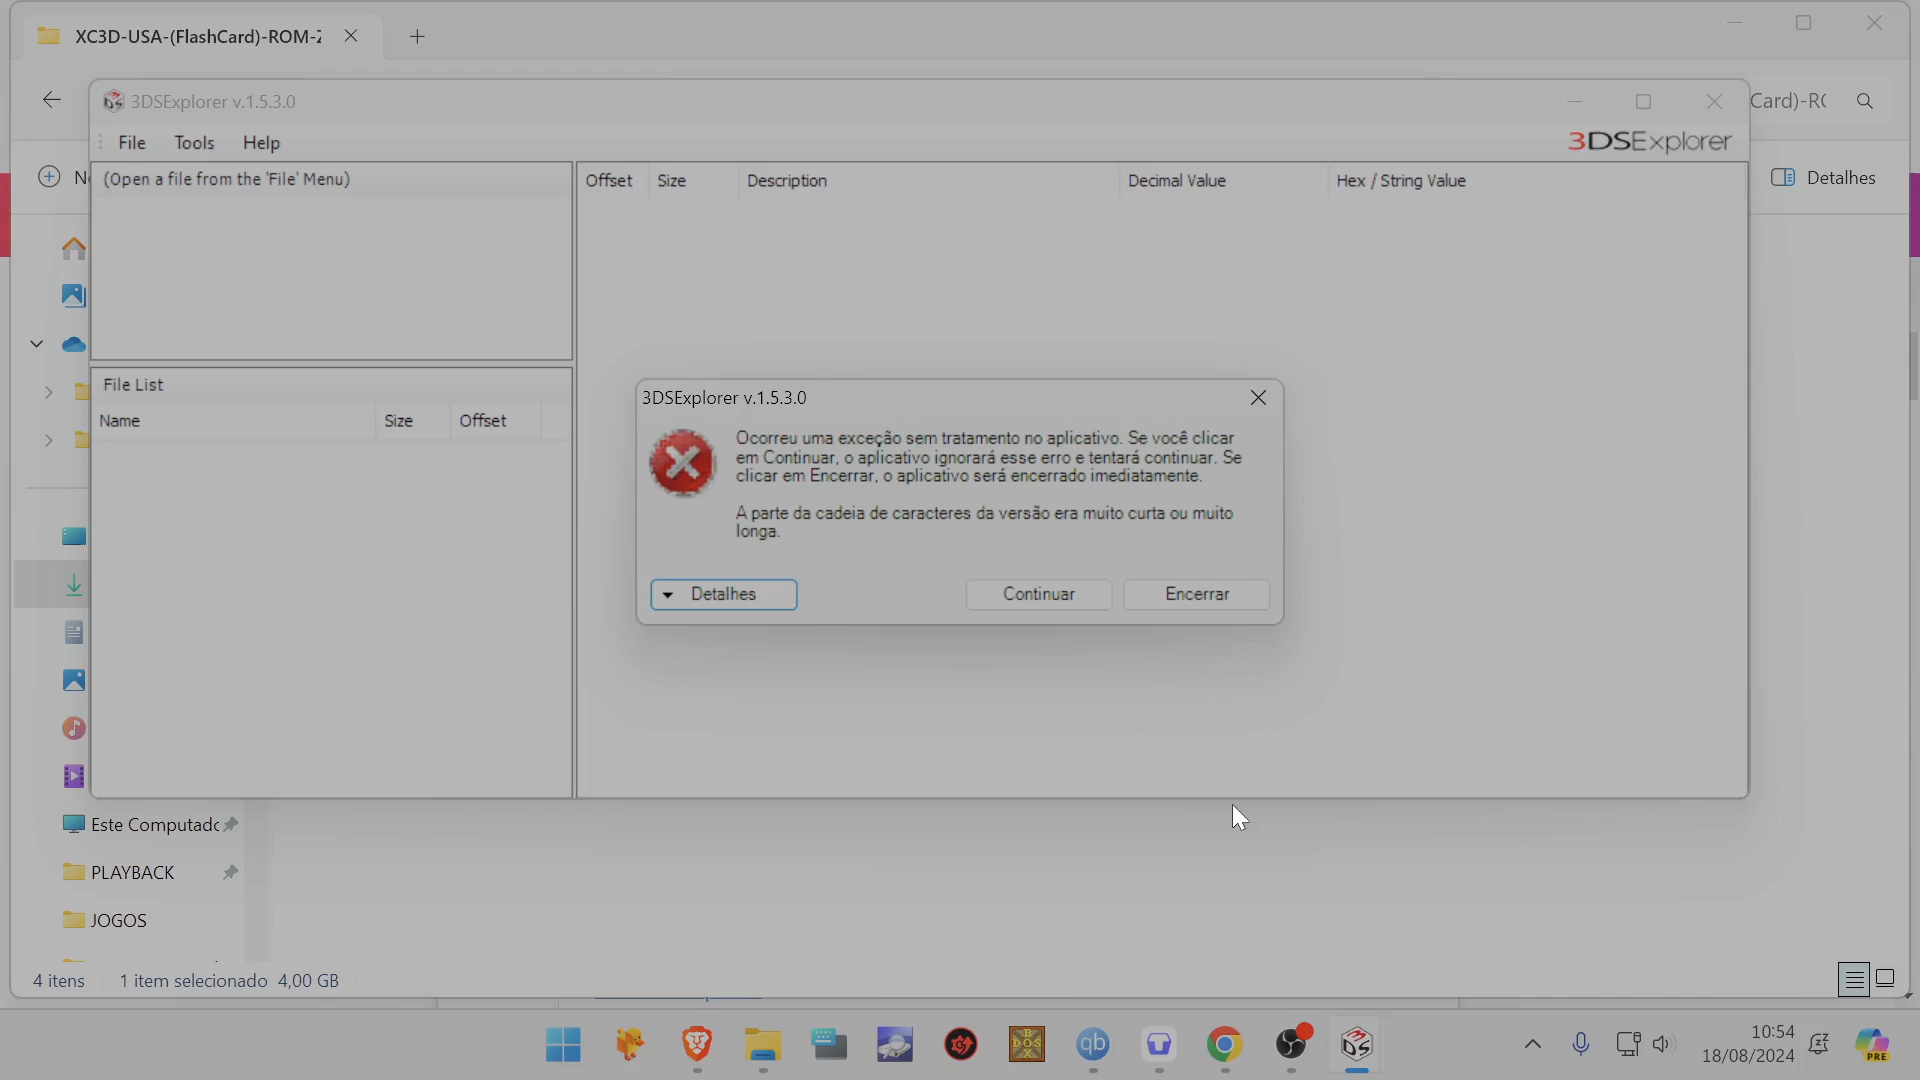 XC3D-USA-(FlashCard)-ROM-
3DSExplorer v.1.5.3.0
Card)-R
File Tools Help
3DSExplorer
(Open a file from the 'File' Menu)
Offset Size Description Decimal Value Hex / String Value
Detalhes
File List
Name Size Offset
3DSExplorer v.1.5.3.0
Ocorreu uma exceção sem tratamento no aplicativo. Se você clicar
em Continuar, o aplicativo ignorará esse erro e tentará continuar. Se
clicar em Encerrar, o aplicativo será encerrado imediatamente.
A parte da cadeia de caracteres da versão era muito curta ou muito
longa.
Detalhes Continuar Encerrar
Este Computad
PLAYBACK
JOGOS
4 itens 1 item selecionado 4,00 GB
DOS
qb
DS
10:54
18/08/2024
PRE